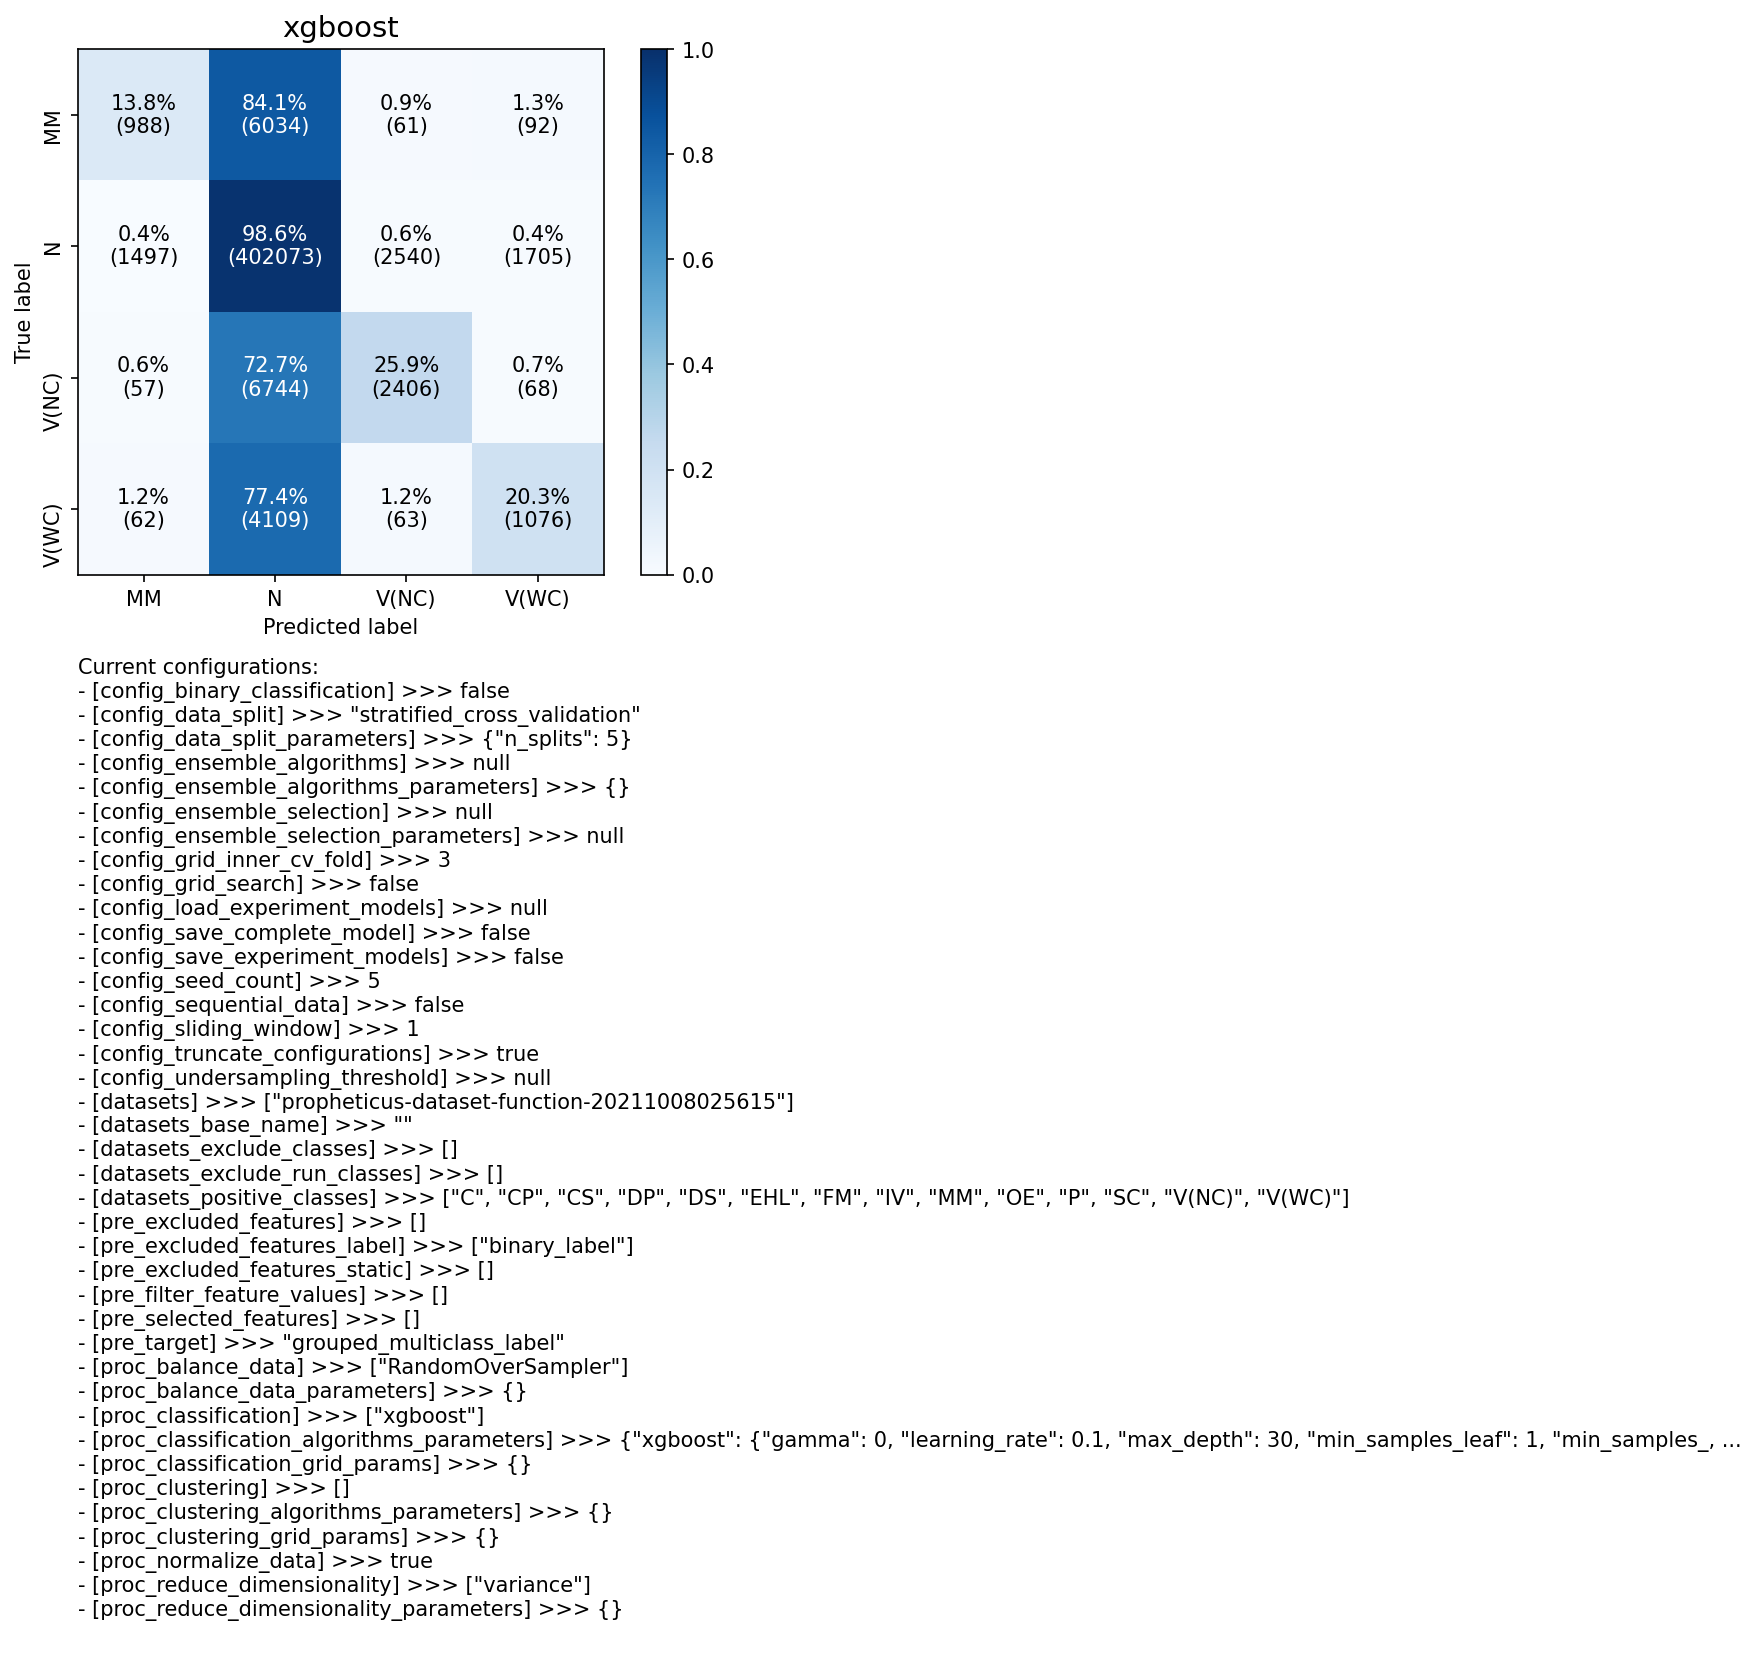 xgboost
13.8% 84.1% 0.9% 1.3%
(988) (6034) (61) (92)
0.4% 98.6% 0.6% 0.4%
(1497) (402073) (2540) (1705)
0.6% 72.7% 25.9% 0.7%
(57) (6744) (2406) (68)
1.2% 77.4% 1.2% 20.3%
(62) (4109) (63) (1076)
MM
N
V(NC)
V(WC)
True label
MM N V(NC) V(WC)
Predicted label
1.0
0.8
0.6
0.4
0.2
0.0
Current configurations:
- [config_binary_classification] >>> false
- [config_data_split] >>> "stratified_cross_validation"
- [config_data_split_parameters] >>> {"n_splits": 5}
- [config_ensemble_algorithms] >>> null
- [config_ensemble_algorithms_parameters] >>> {}
- [config_ensemble_selection] >>> null
- [config_ensemble_selection_parameters] >>> null
- [config_grid_inner_cv_fold] >>> 3
- [config_grid_search] >>> false
- [config_load_experiment_models] >>> null
- [config_save_complete_model] >>> false
- [config_save_experiment_models] >>> false
- [config_seed_count] >>> 5
- [config_sequential_data] >>> false
- [config_sliding_window] >>> 1
- [config_truncate_configurations] >>> true
- [config_undersampling_threshold] >>> null
- [datasets] >>> ["propheticus-dataset-function-20211008025615"]
- [datasets_base_name] >>> ""
- [datasets_exclude_classes] >>> []
- [datasets_exclude_run_classes] >>> []
- [datasets_positive_classes] >>> ["C", "CP", "CS", "DP", "DS", "EHL", "FM", "IV", "MM", "OE", "P", "SC", "V(NC)", "V(WC)"]
- [pre_excluded_features] >>> []
- [pre_excluded_features_label] >>> ["binary_label"]
- [pre_excluded_features_static] >>> []
- [pre_filter_feature_values] >>> []
- [pre_selected_features] >>> []
- [pre_target] >>> "grouped_multiclass_label"
- [proc_balance_data] >>> ["RandomOverSampler"]
- [proc_balance_data_parameters] >>> {}
- [proc_classification] >>> ["xgboost"]
- [proc_classification_algorithms_parameters] >>> {"xgboost": {"gamma": 0, "learning_rate": 0.1, "max_depth": 30, "min_samples_leaf": 1, "min_samples_, ...
- [proc_classification_grid_params] >>> {}
- [proc_clustering] >>> []
- [proc_clustering_algorithms_parameters] >>> {}
- [proc_clustering_grid_params] >>> {}
- [proc_normalize_data] >>> true
- [proc_reduce_dimensionality] >>> ["variance"]
- [proc_reduce_dimensionality_parameters] >>> {}